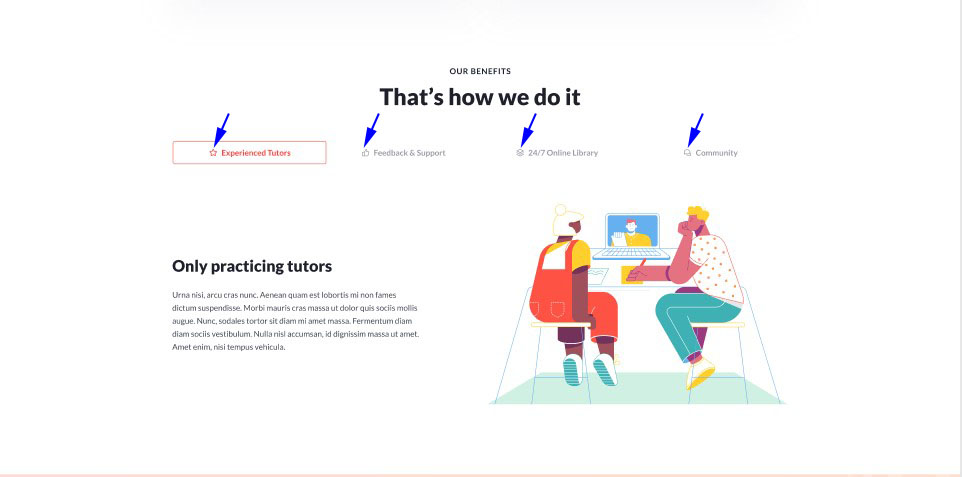 OUR BENEFITS
That's how we do it
Experienced Tutors
Feedback & Support
24/7 Online Library
Community
Only practicing tutors
Urna nisi, arcu cras nunc. Aenean quam est lobortis mi non fames
dictum suspendisse. Morbi mauris cras massa ut dolor quis sociis mollis
augue. Nunc, sodales tortor sit diam mi amet massa. Fermentum diam
diam sociis vestibulum. Nulla nisl accumsan, id dignissim massa ut amet.
Amet enim, nisi tempus vehicula.